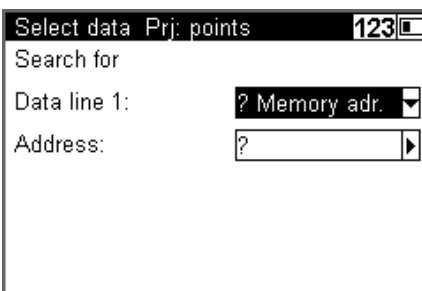 Select data Prj: points 123
Search for
Data line 1: ? Memory adr.
Address: ?